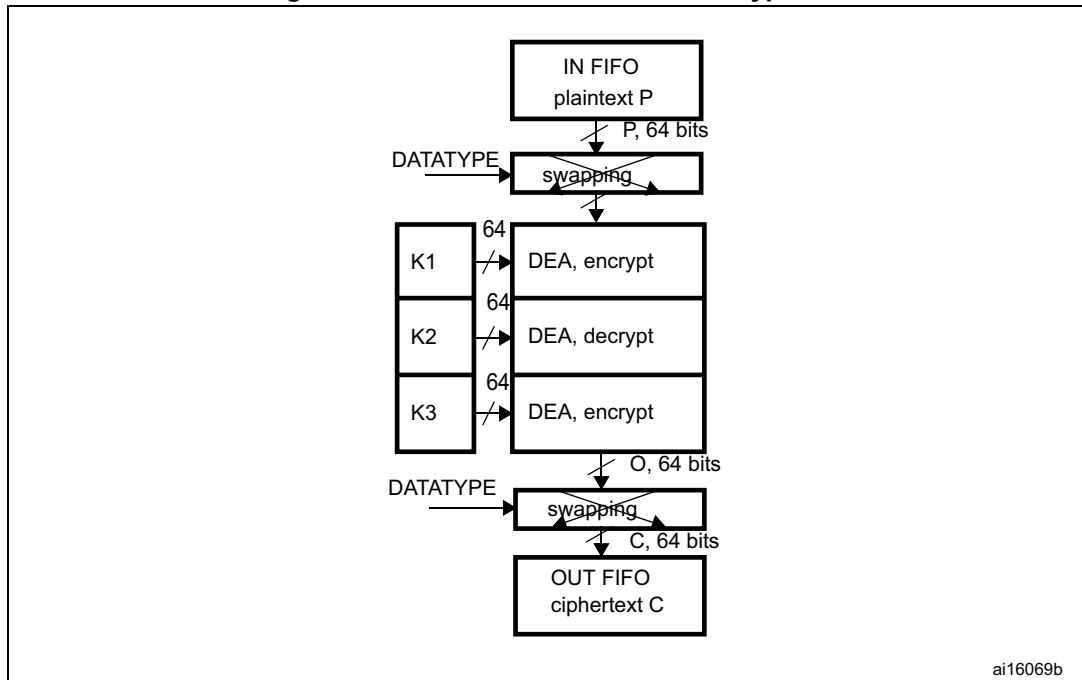 IN FIFO
plaintext P
P, 64 bits
DATATYPE
swapping
64
K1
DEA, encrypt
64
K2
DEA, decrypt
64
K3
DEA, encrypt
O, 64 bits
DATATYPE
swapping
C, 64 bits
OUT FIFO
ciphertext C
ai16069b